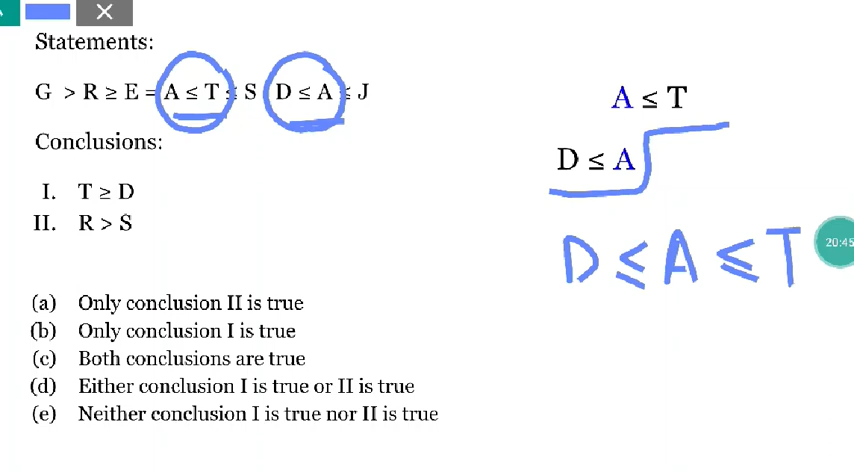 Statements:
G > R ≥ E = A ≤ T ≤ S D ≤ A ≤ J
Conclusions:
I. T ≥ D
II. R > S
(a) Only conclusion II is true
(b) Only conclusion I is true
(c) Both conclusions are true
(d) Either conclusion I is true or II is true
(e) Neither conclusion I is true nor II is true
A ≤ T
D ≤ A
D ≤ A ≤ T
20:45